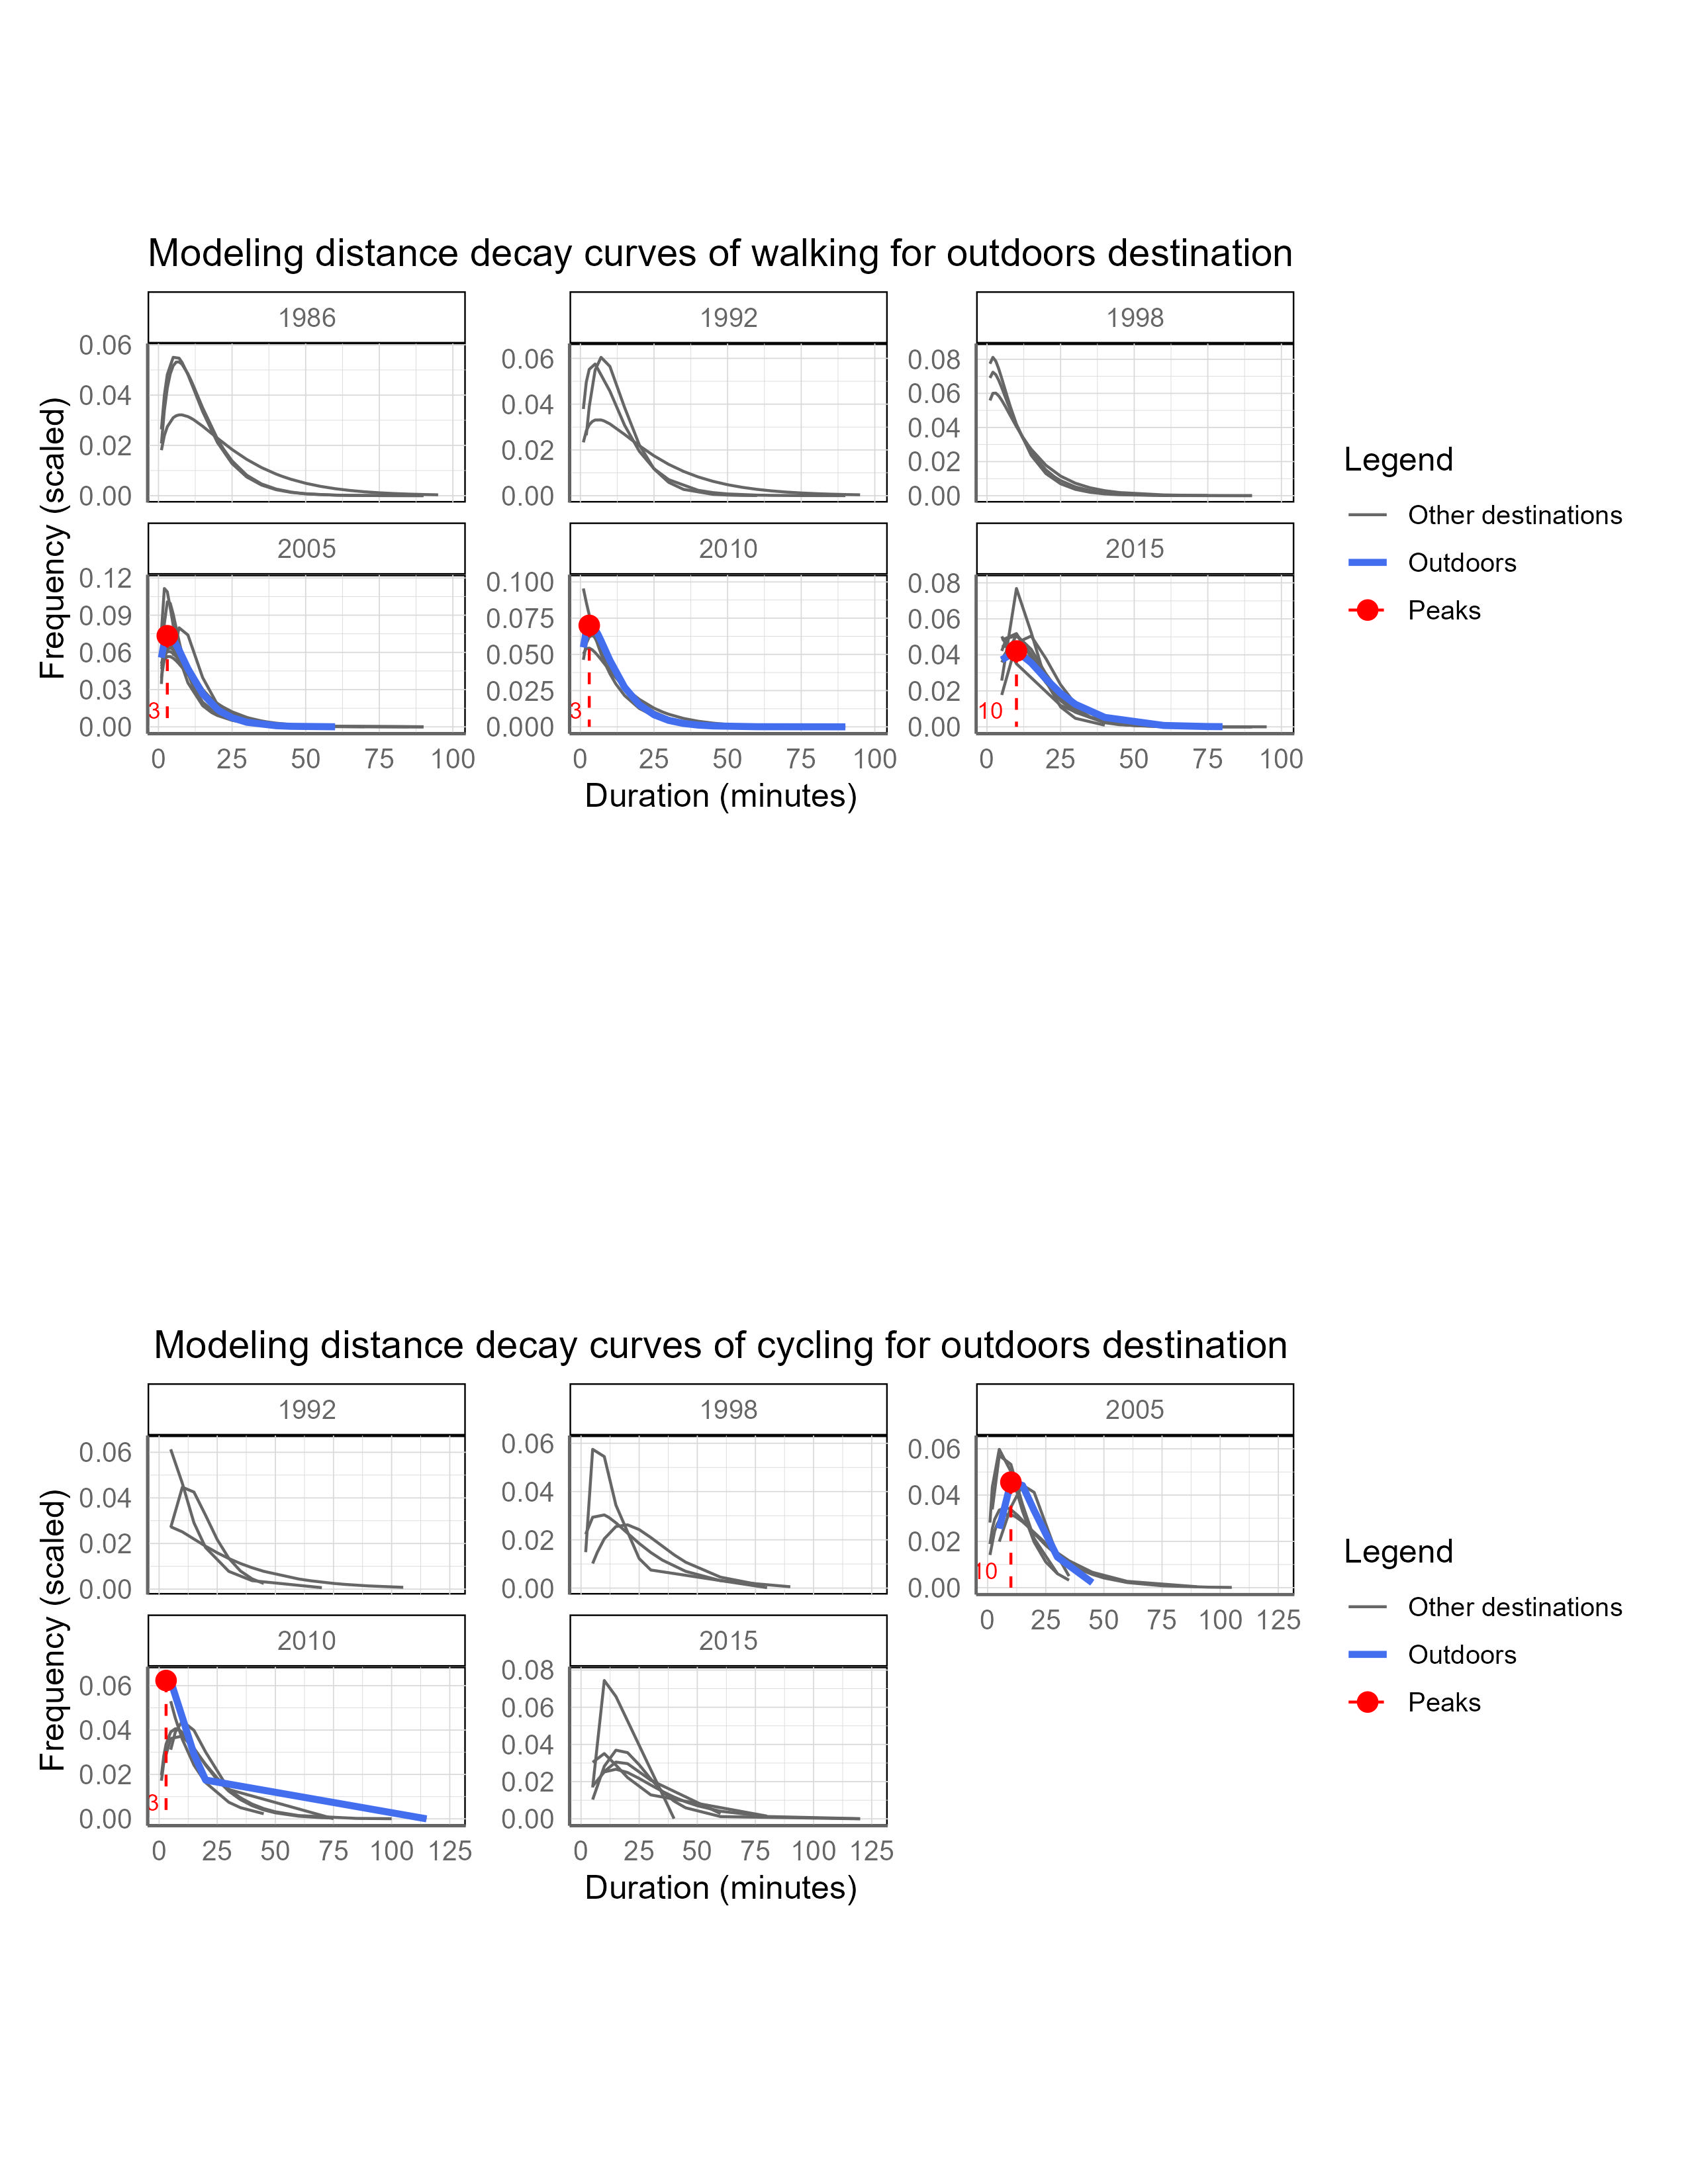 Modeling distance decay curves of walking for outdoors destination
1986 1992 1998
0.06
0.04
0.02
0.00
0.06
0.04
0.02
0.00
0.08
0.06
0.04
0.02
0.00
2005 2010 2015
0.12
0.09
0.06
0.03
0.00
3
0.100
0.075
0.050
0.025
0.000
3
0.08
0.06
0.04
0.02
0.00
10
0 25 50 75 100
0 25 50 75 100
0 25 50 75 100
Frequency (scaled)
Duration (minutes)
Legend
Other destinations
Outdoors
Peaks
Modeling distance decay curves of cycling for outdoors destination
1992 1998 2005
0.06
0.04
0.02
0.00
0.06
0.04
0.02
0.00
0.06
0.04
0.02
0.00
10
0 25 50 75 100 125
2010 2015
0.06
0.04
0.02
0.00
3
0.08
0.06
0.04
0.02
0.00
0 25 50 75 100 125
0 25 50 75 100 125
Frequency (scaled)
Duration (minutes)
Legend
Other destinations
Outdoors
Peaks